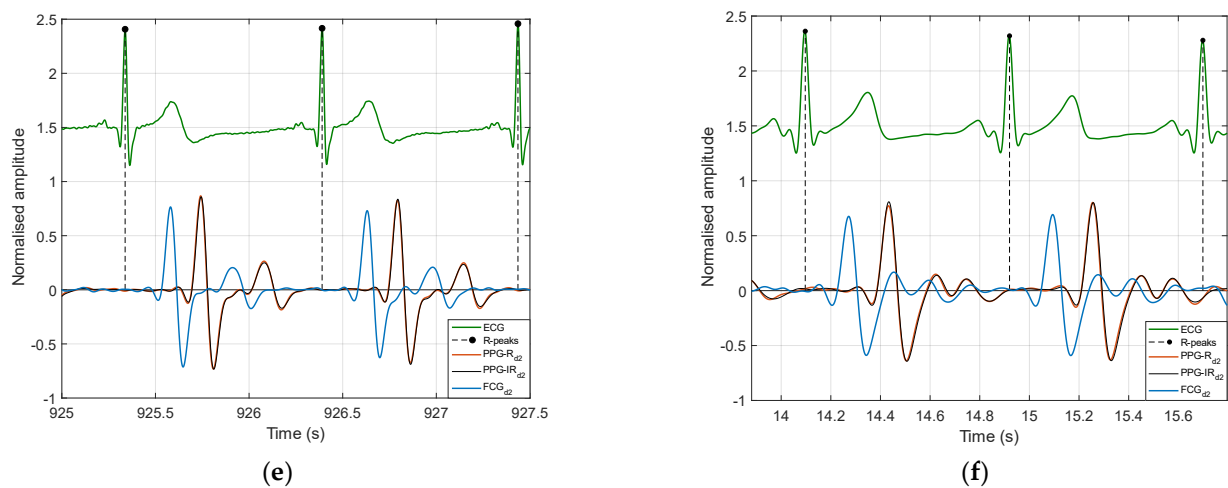 2.5
2
1.5
1
0.5
0
-0.5
-1
Normalised amplitude
925 925.5 926 926.5 927 927.5
Time (s)
ECG
R-peaks
PPG-R d2
PPG-IR d2
FCG d2
(e)
2.5
2
1.5
1
0.5
0
-0.5
-1
Normalised amplitude
14 14.2 14.4 14.6 14.8 15 15.2 15.4 15.6
Time (s)
ECG
R-peaks
PPG-R d2
PPG-IR d2
FCG d2
(f)